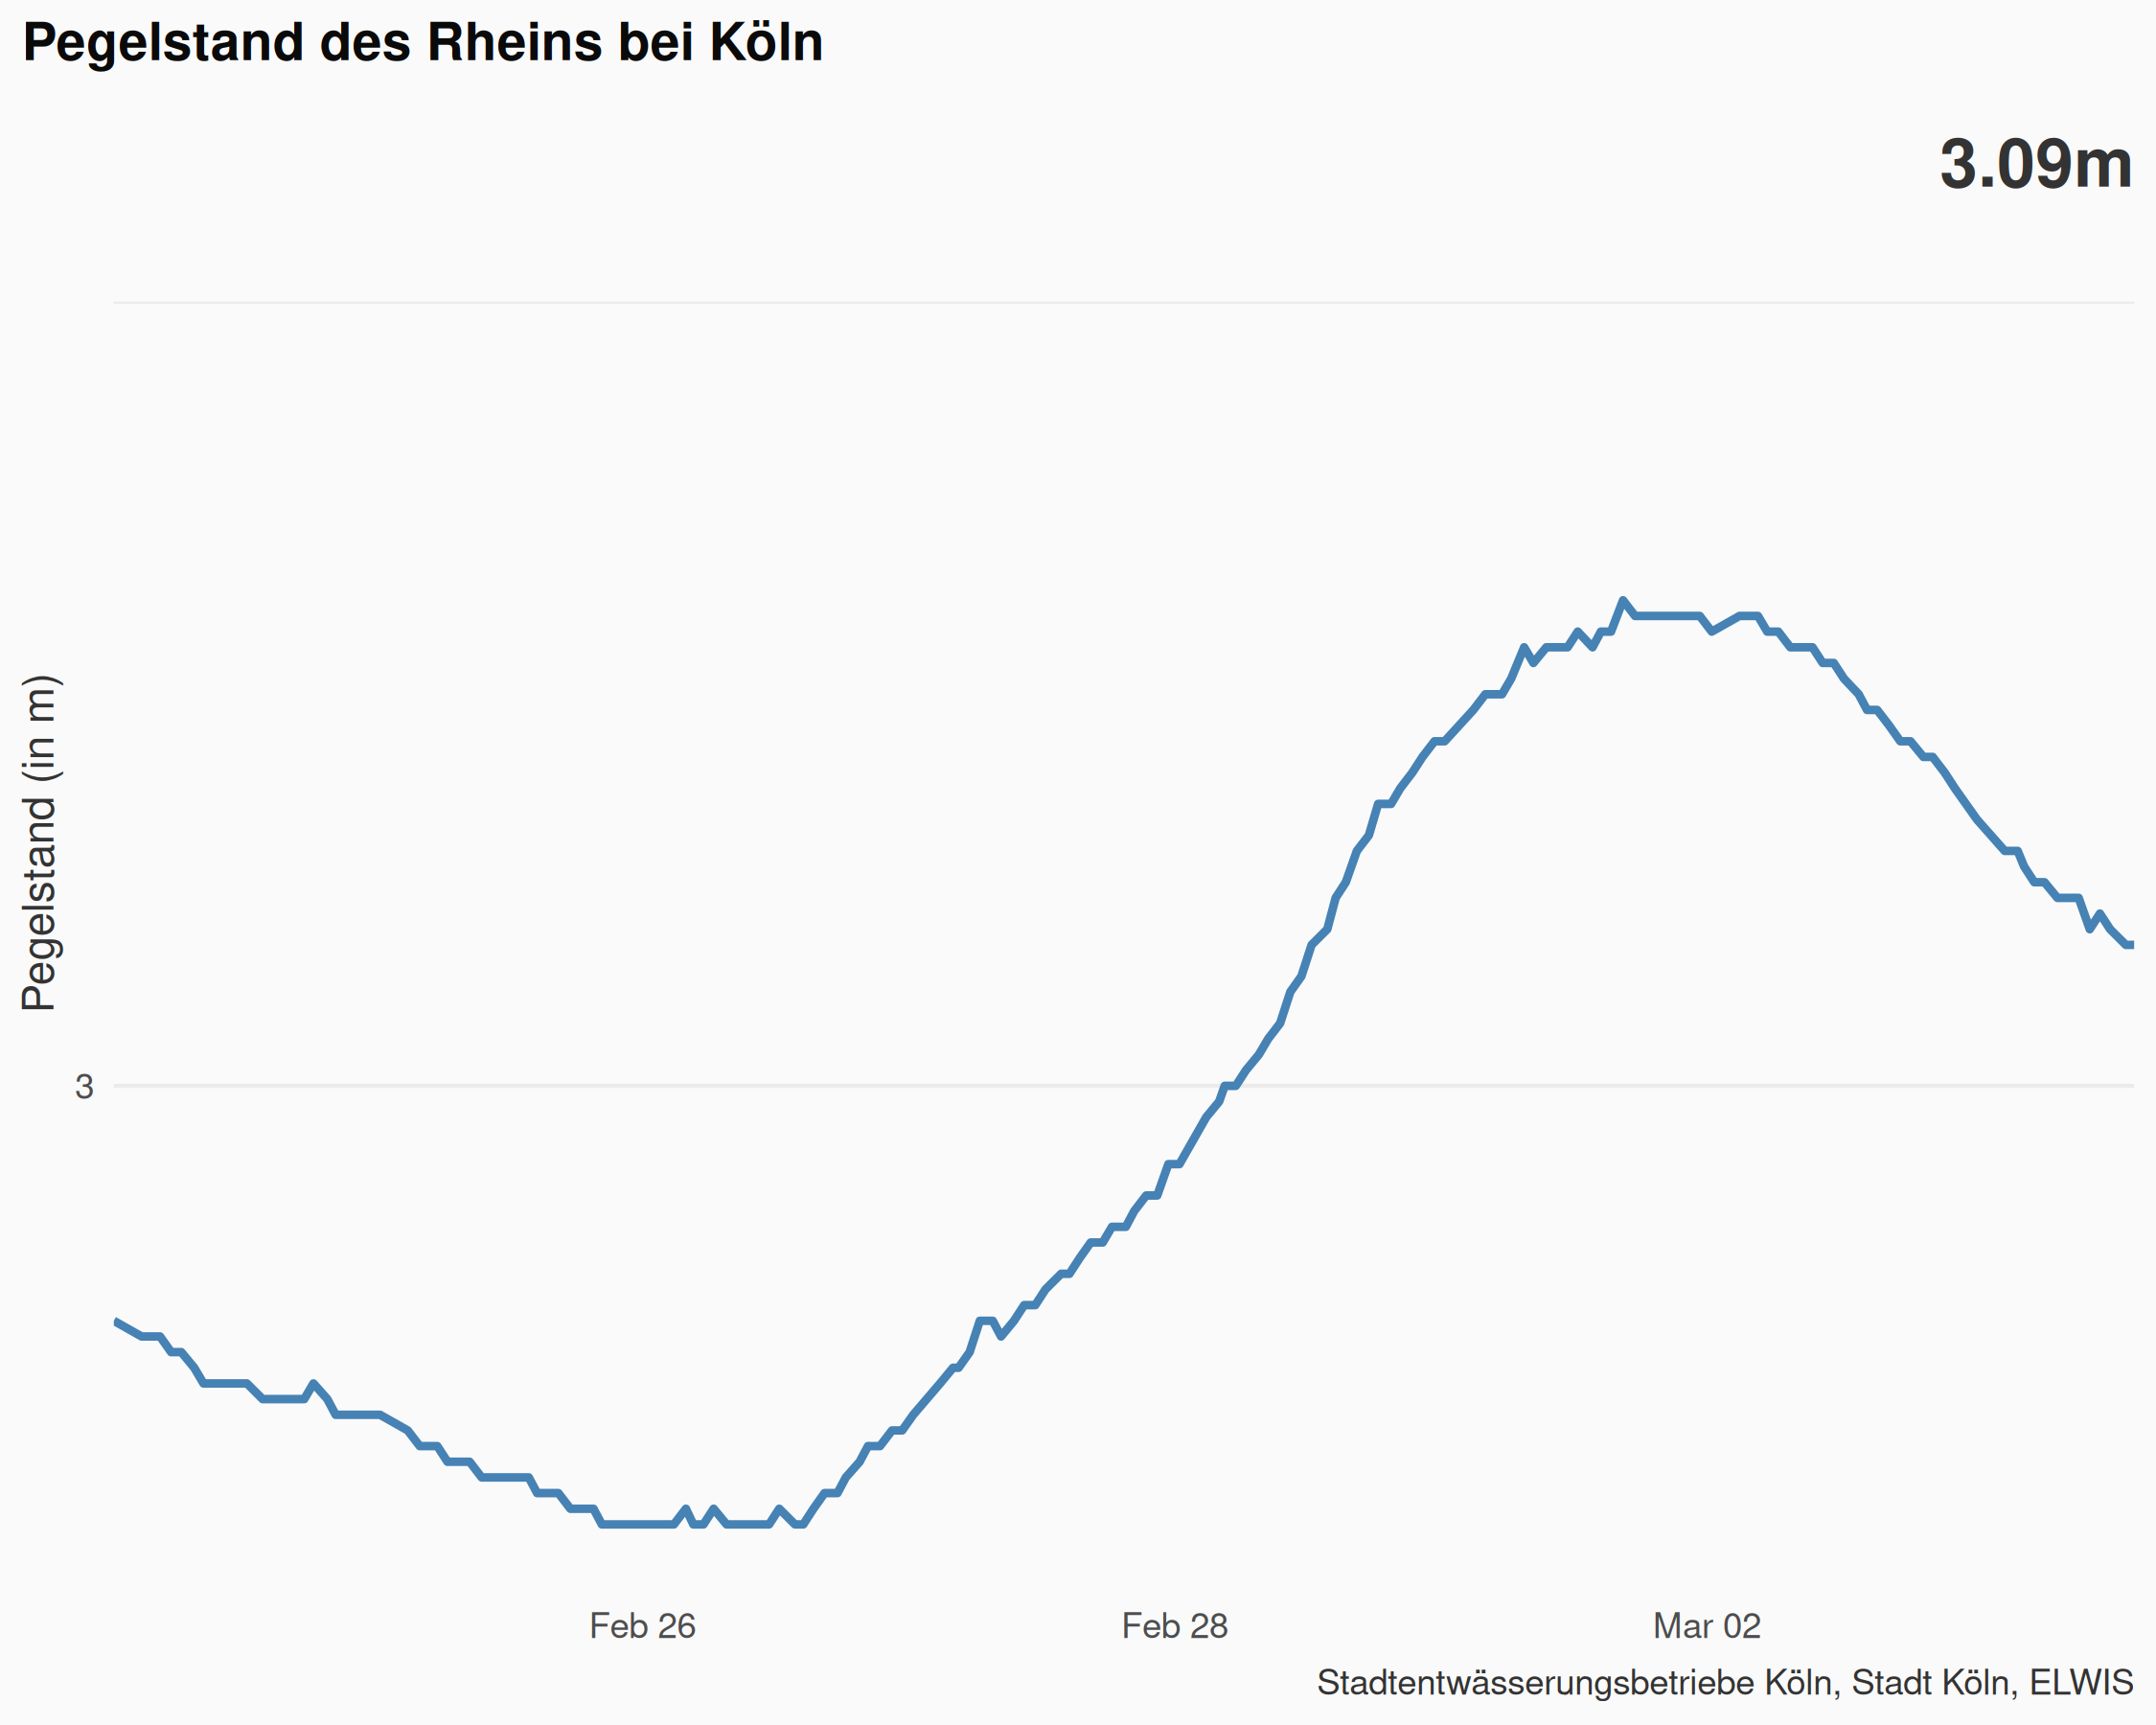 Pegelstand des Rheins bei Köln
3.09m
Pegelstand (in m)
3
Feb 26
Feb 28
Mar 02
Stadtentwässerungsbetriebe Köln, Stadt Köln, ELWIS